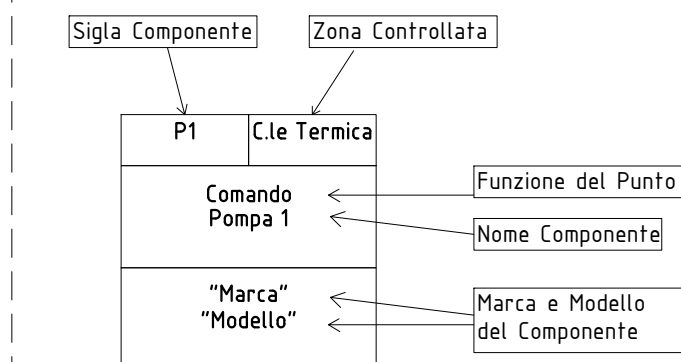 Sigla Componente
Zona Controllata
P1
C.le Termica
Comando
Pompa 1
Funzione del Punto
Nome Componente
"Marca"
"Modello"
Marca e Modello
del Componente